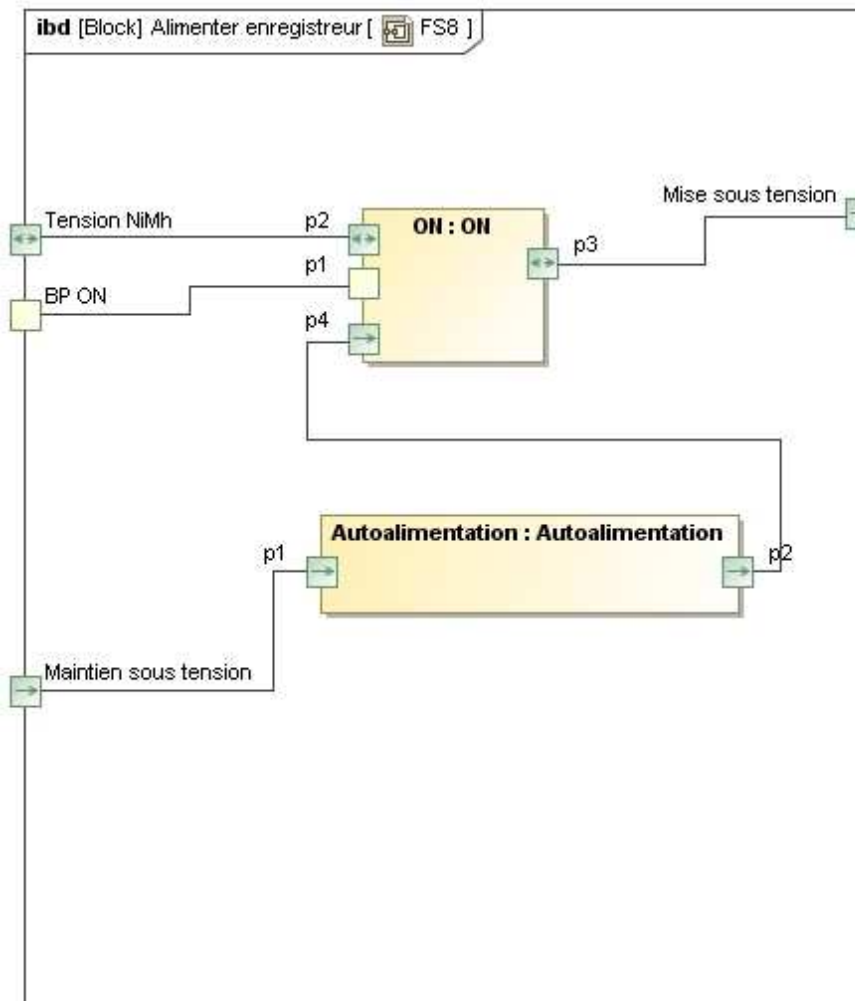 ibd [Block] Alimenter enregistreur [ FS8 ]
Mise sous tension
Tension NiMh
p2
ON : ON
p3
p1
BP ON
p4
Autoalimentation : Autoalimentation
p1
p2
Maintien sous tension